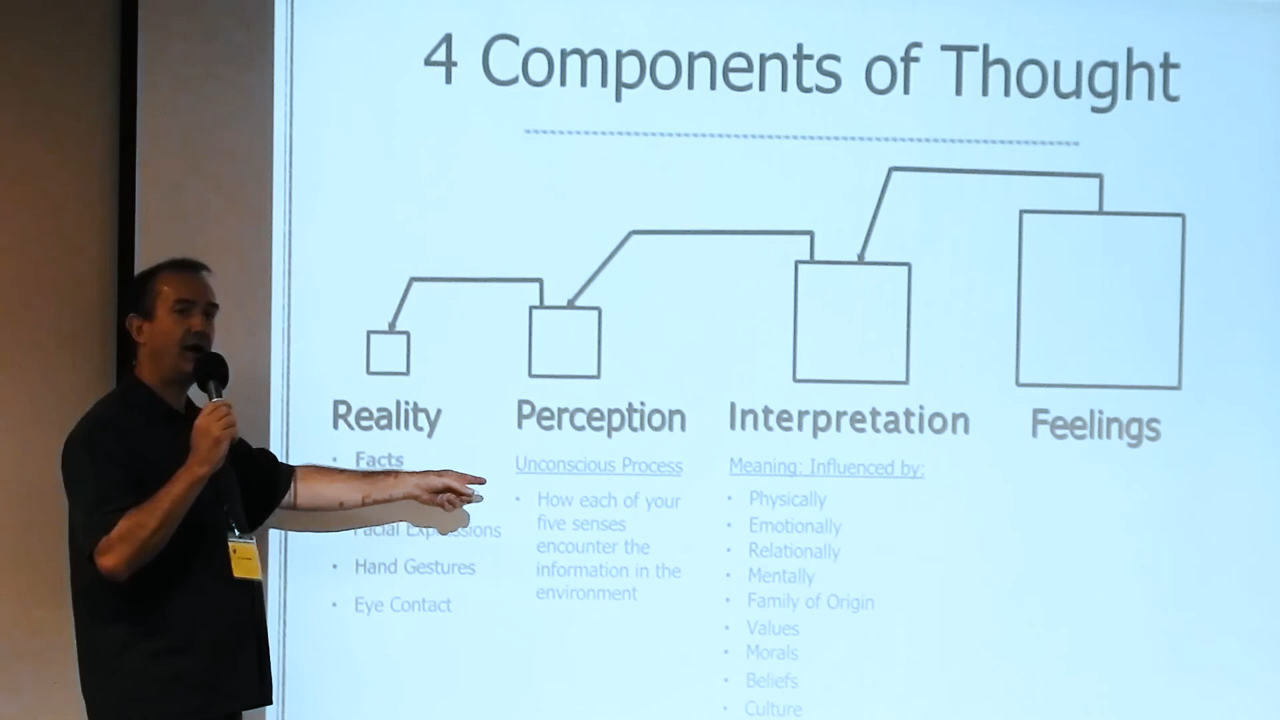 4 Components of Thought
Reality
Perception
Interpretation
Feelings
• Facts
Facial Expressions
• Hand Gestures
• Eye Contact
Unconscious Process
• How each of your
five senses
encounter the
information in the
environment
Meaning: Influenced by:
• Physically
• Emotionally
• Relationally
• Mentally
• Family of Origin
• Values
• Morals
• Beliefs
• Culture